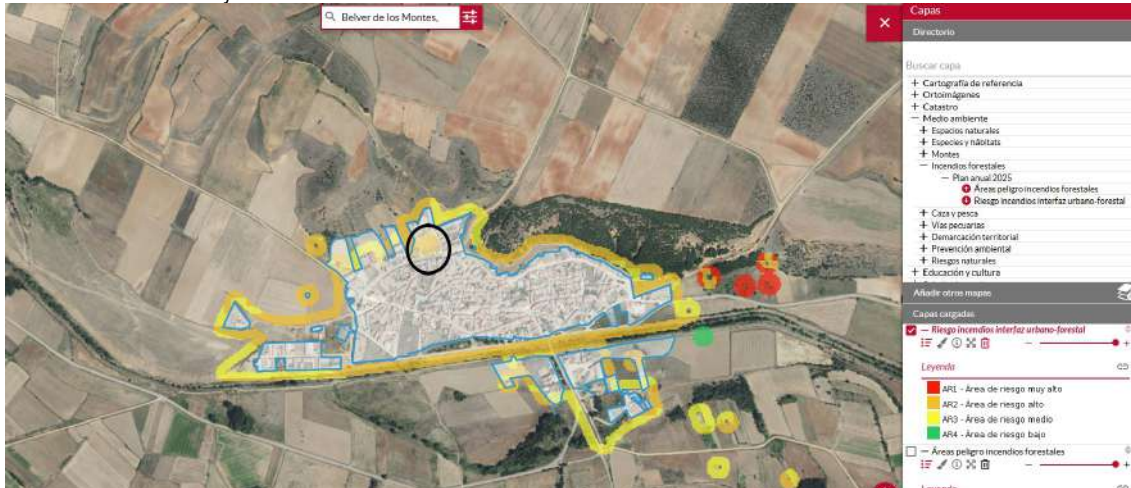 Belver de los Montes,
Capas
Directorio
Buscar capa
+ Cartografía de referencia
+ Ortoimágenes
+ Catastro
— Medio ambiente
+ Espacios naturales
+ Especies y hábitats
+ Montes
— Incendios forestales
— Plan anual 2025
Áreas peligro incendios forestales
Riesgo incendios interfaz urbano-forestal
+ Caza y pesca
+ Vías pecuarias
+ Demarcación territorial
+ Prevención ambiental
+ Riesgos naturales
+ Educación y cultura
Añadir otros mapas
Capas cargadas
— Riesgo incendios interfaz urbano-forestal
Leyenda
AR1 - Área de riesgo muy alto
AR2 - Área de riesgo alto
AR3 - Área de riesgo medio
AR4 - Área de riesgo bajo
— Áreas peligro incendios forestales
Leyenda